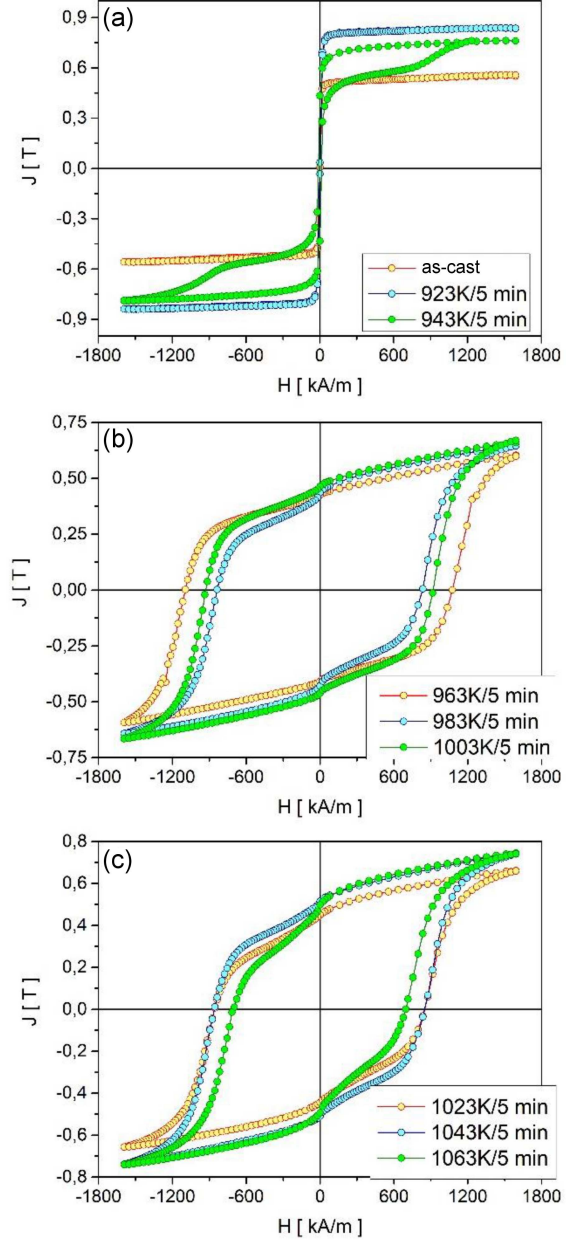 (a)
0,9
0,6
0,3
0,0
-0,3
-0,6
-0,9
J [ T ]
as-cast
923K/5 min
943K/5 min
-1800 -1200 -600 0 600 1200 1800
H [ kA/m ]
(b)
0,75
0,50
0,25
0,00
-0,25
-0,50
-0,75
J [ T ]
963K/5 min
983K/5 min
1003K/5 min
-1800 -1200 -600 0 600 1200 1800
H [ kA/m ]
(c)
0,8
0,6
0,4
0,2
0,0
-0,2
-0,4
-0,6
-0,8
J [ T ]
1023K/5 min
1043K/5 min
1063K/5 min
-1800 -1200 -600 0 600 1200 1800
H [ kA/m ]